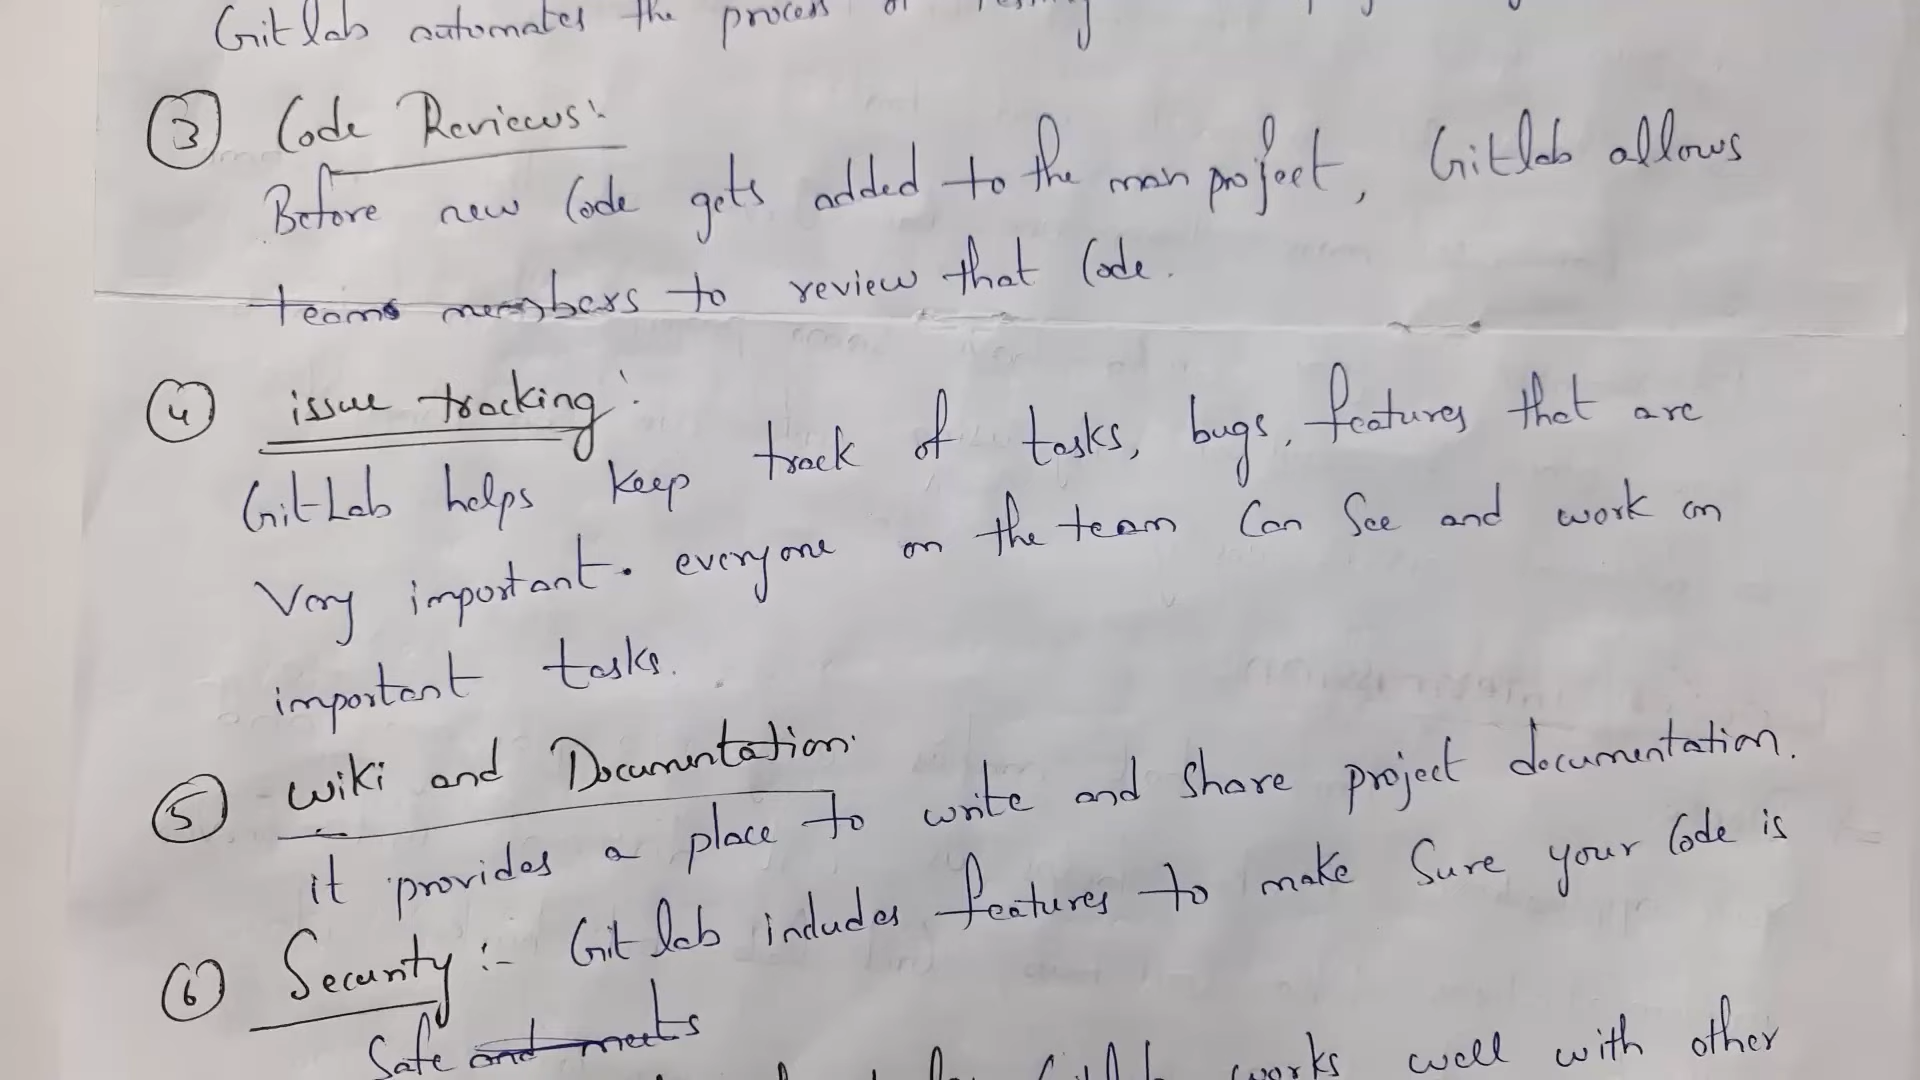 Gitlab automates the process of
③ Code Reviews:
Before new Code gets added to the main project, Gitlab allows
teams members to review that Code.
④ issue tracking:
GitLab helps keep track of tasks, bugs, features that are
Very important. everyone on the team Can See and work on
important tasks.
⑤ wiki and Documentation.
it provides a place to write and Share project documentation.
⑥ Security :- Git lab includes features to make Sure your Code is
Safe and meets
works well with other